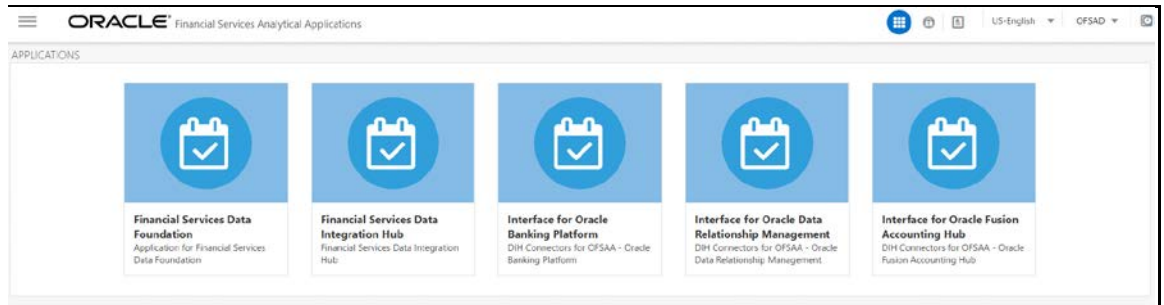 ORACLE® Financial Services Analytical Applications
US-English
OFSAD
APPLICATIONS
Financial Services Data
Foundation
Application for Financial Services
Data Foundation
Financial Services Data
Integration Hub
Financial Services Data Integration
Hub
Interface for Oracle
Banking Platform
DIH Connectors for OFSAA - Oracle
Banking Platform
Interface for Oracle Data
Relationship Management
DIH Connectors for OFSAA - Oracle
Data Relationship Management
Interface for Oracle Fusion
Accounting Hub
DIH Connectors for OFSAA - Oracle
Fusion Accounting Hub